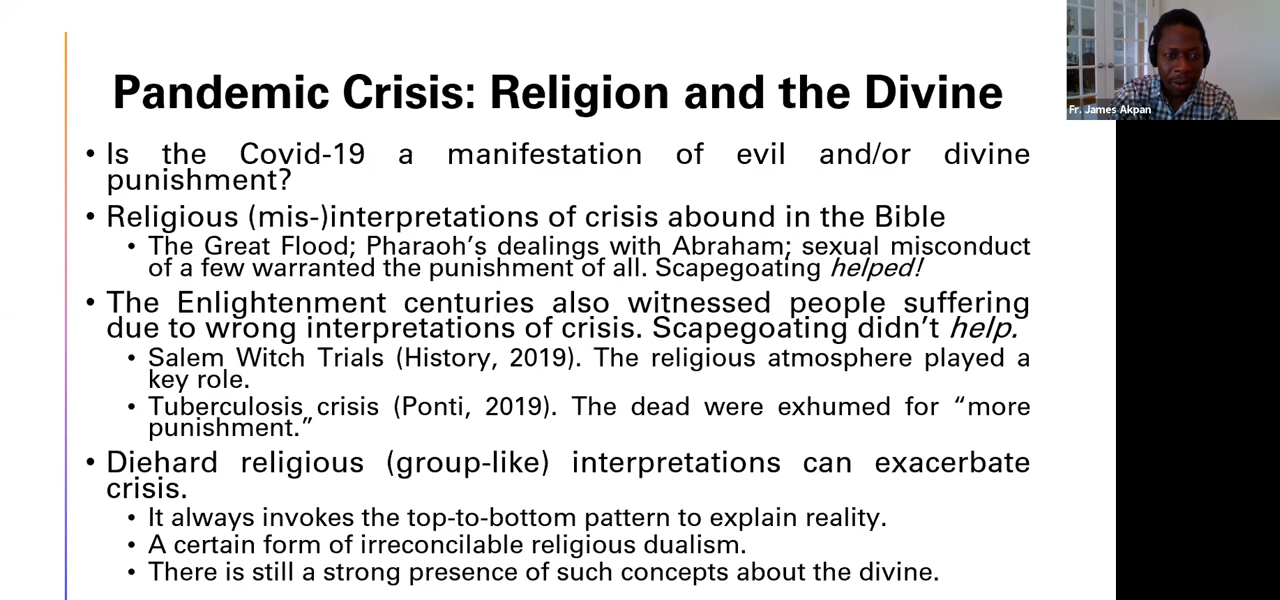 Pandemic Crisis: Religion and the Divine
Fr. James Akpan
• Is the Covid-19 a manifestation of evil and/or divine
punishment?
• Religious (mis-)interpretations of crisis abound in the Bible
• The Great Flood; Pharaoh's dealings with Abraham; sexual misconduct
of a few warranted the punishment of all. Scapegoating helped!
• The Enlightenment centuries also witnessed people suffering
due to wrong interpretations of crisis. Scapegoating didn't help.
• Salem Witch Trials (History, 2019). The religious atmosphere played a
key role.
• Tuberculosis crisis (Ponti, 2019). The dead were exhumed for “more
punishment.”
• Diehard religious (group-like) interpretations can exacerbate
crisis.
• It always invokes the top-to-bottom pattern to explain reality.
• A certain form of irreconcilable religious dualism.
• There is still a strong presence of such concepts about the divine.